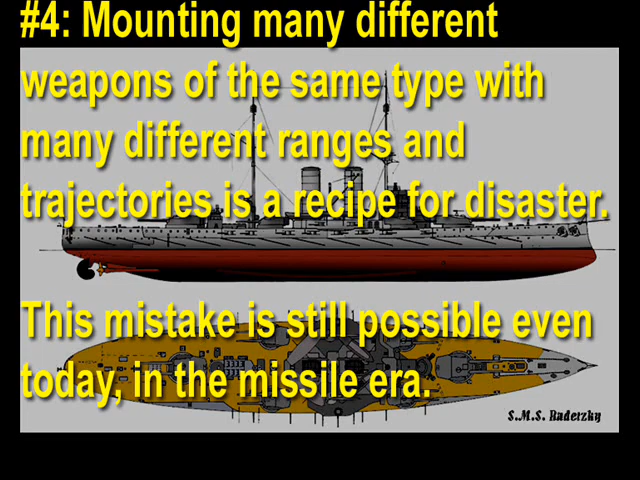 #4: Mounting many different
weapons of the same type with
many different ranges and
trajectories is a recipe for disaster.
This mistake is still possible even
today, in the missile era.
S.M.S. Radetzky